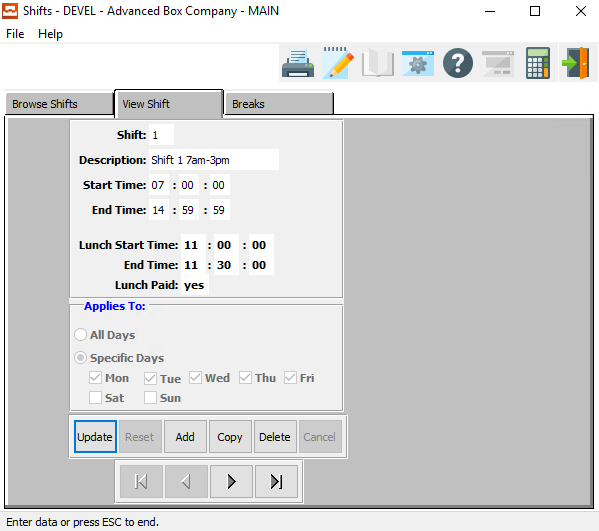 Shifts - DEVEL - Advanced Box Company - MAIN
File Help
Browse Shifts View Shift Breaks
Shift: 1
Description: Shift 1 7am-3pm
Start Time: 07 : 00 : 00
End Time: 14 : 59 : 59
Lunch Start Time: 11 : 00 : 00
End Time: 11 : 30 : 00
Lunch Paid: yes
Applies To:
All Days
Specific Days
Mon Tue Wed Thu Fri
Sat Sun
Update Reset Add Copy Delete Cancel
Enter data or press ESC to end.